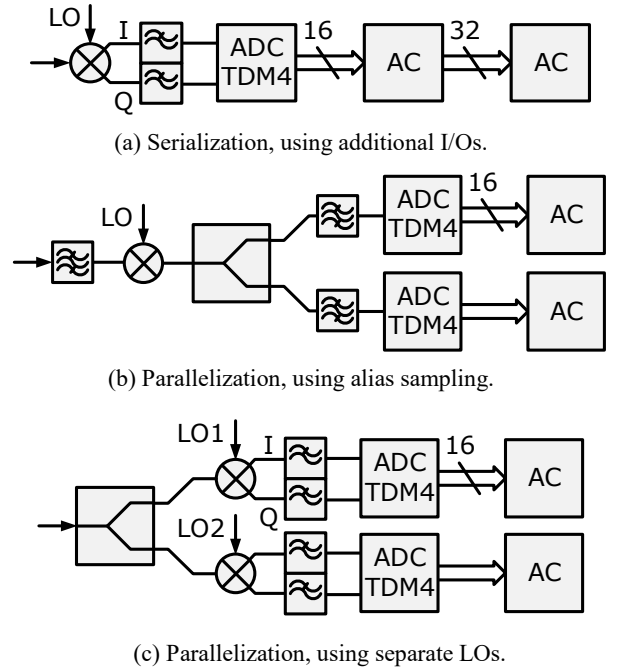 LO
I
Q
ADC
TDM4
16
AC
32
AC
(a) Serialization, using additional I/Os.
LO
ADC
TDM4
16
AC
ADC
TDM4
AC
(b) Parallelization, using alias sampling.
LO1
I
Q
ADC
TDM4
16
AC
LO2
ADC
TDM4
AC
(c) Parallelization, using separate LOs.